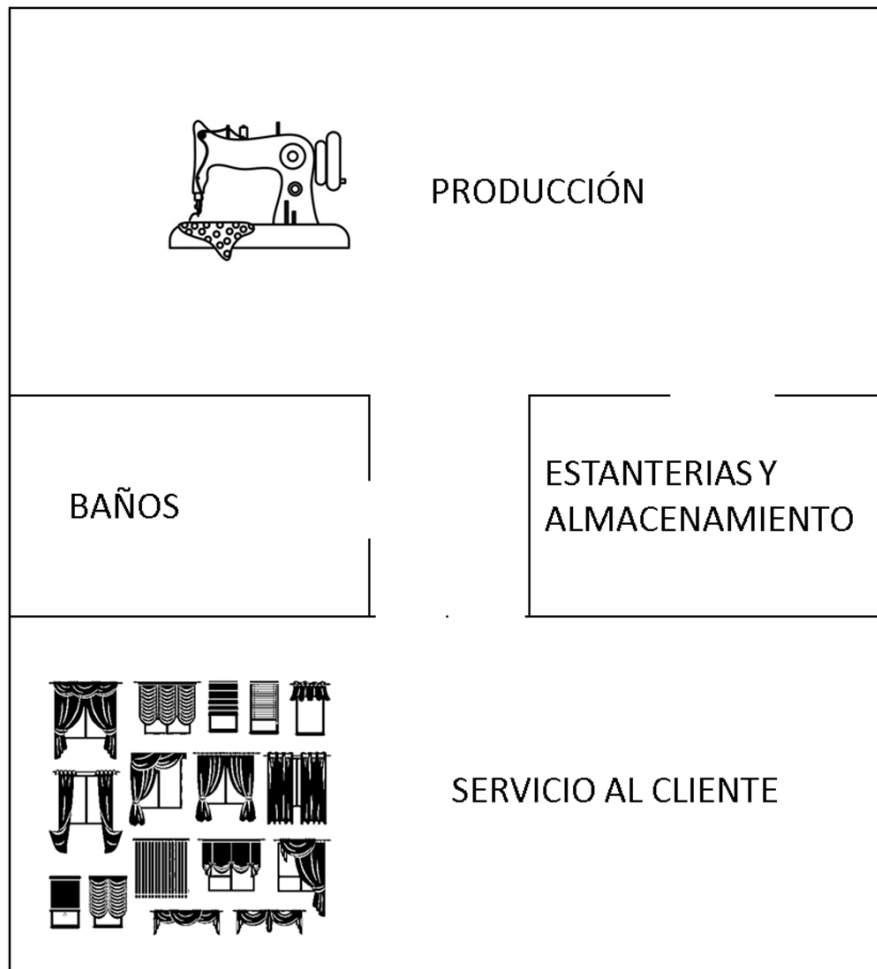 PRODUCCIÓN
BAÑOS
ESTANTERIAS Y
ALMACENAMIENTO
SERVICIO AL CLIENTE